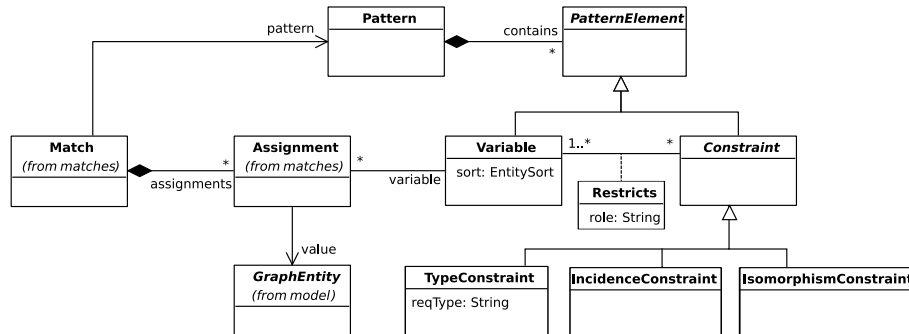 Pattern
PatternElement
pattern
contains
*
Match
(from matches)
*
assignments
Assignment
(from matches)
*
variable
Variable
sort: EntitySort
1..*
*
Constraint
Restricts
role: String
value
GraphEntity
(from model)
TypeConstraint
reqType: String
IncidenceConstraint
IsomorphismConstraint